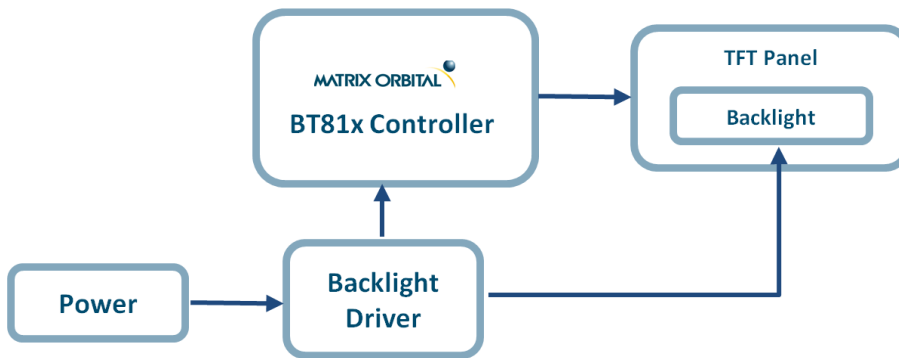 MATRIX ORBITAL
BT81x Controller
TFT Panel
Backlight
Power
Backlight
Driver